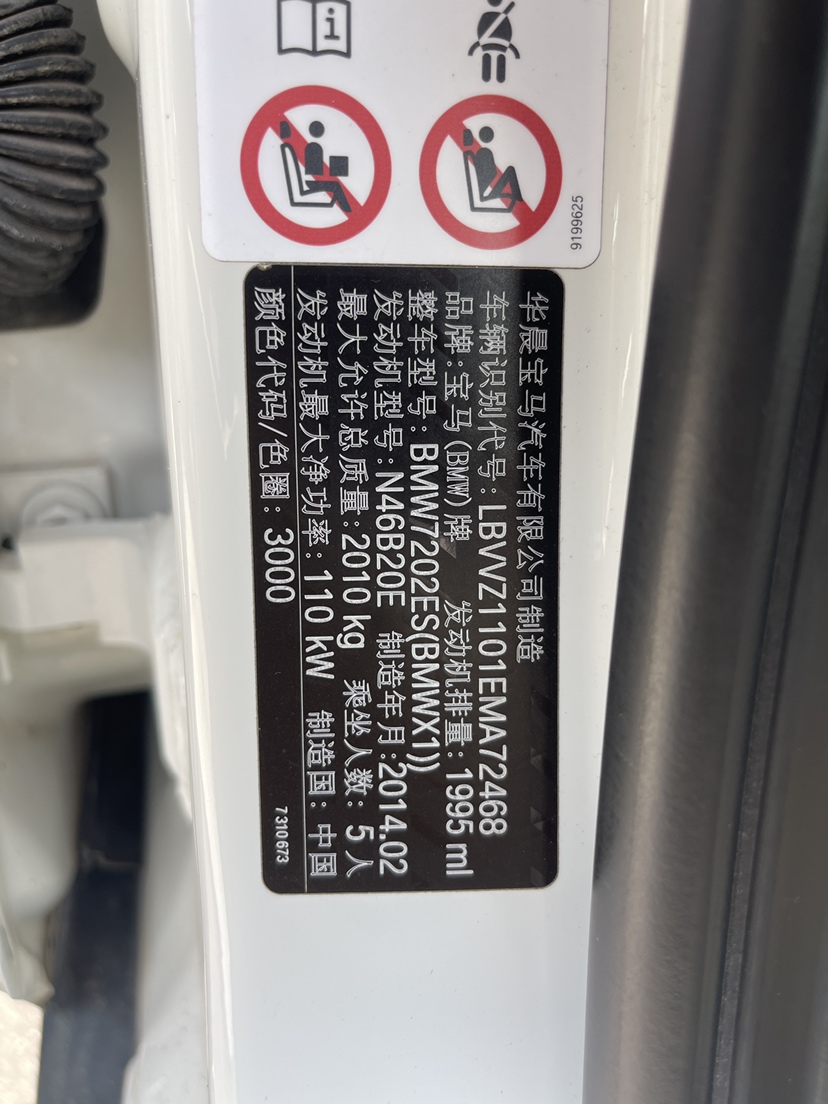 9199625
华晨宝马汽车有限公司制造
车辆识别代号：LBVVZ1101EMA72468
品牌：宝马(BMW)牌 发动机排量：1995 ml
整车型号：BMW7202ES(BMWX1))
发动机型号：N46B20E 制造年月：2014.02
最大允许总质量：2010 kg 乘坐人数：5 人
发动机最大净功率：110 kW 制造国：中国
颜色代码/色圈：3000
7310673